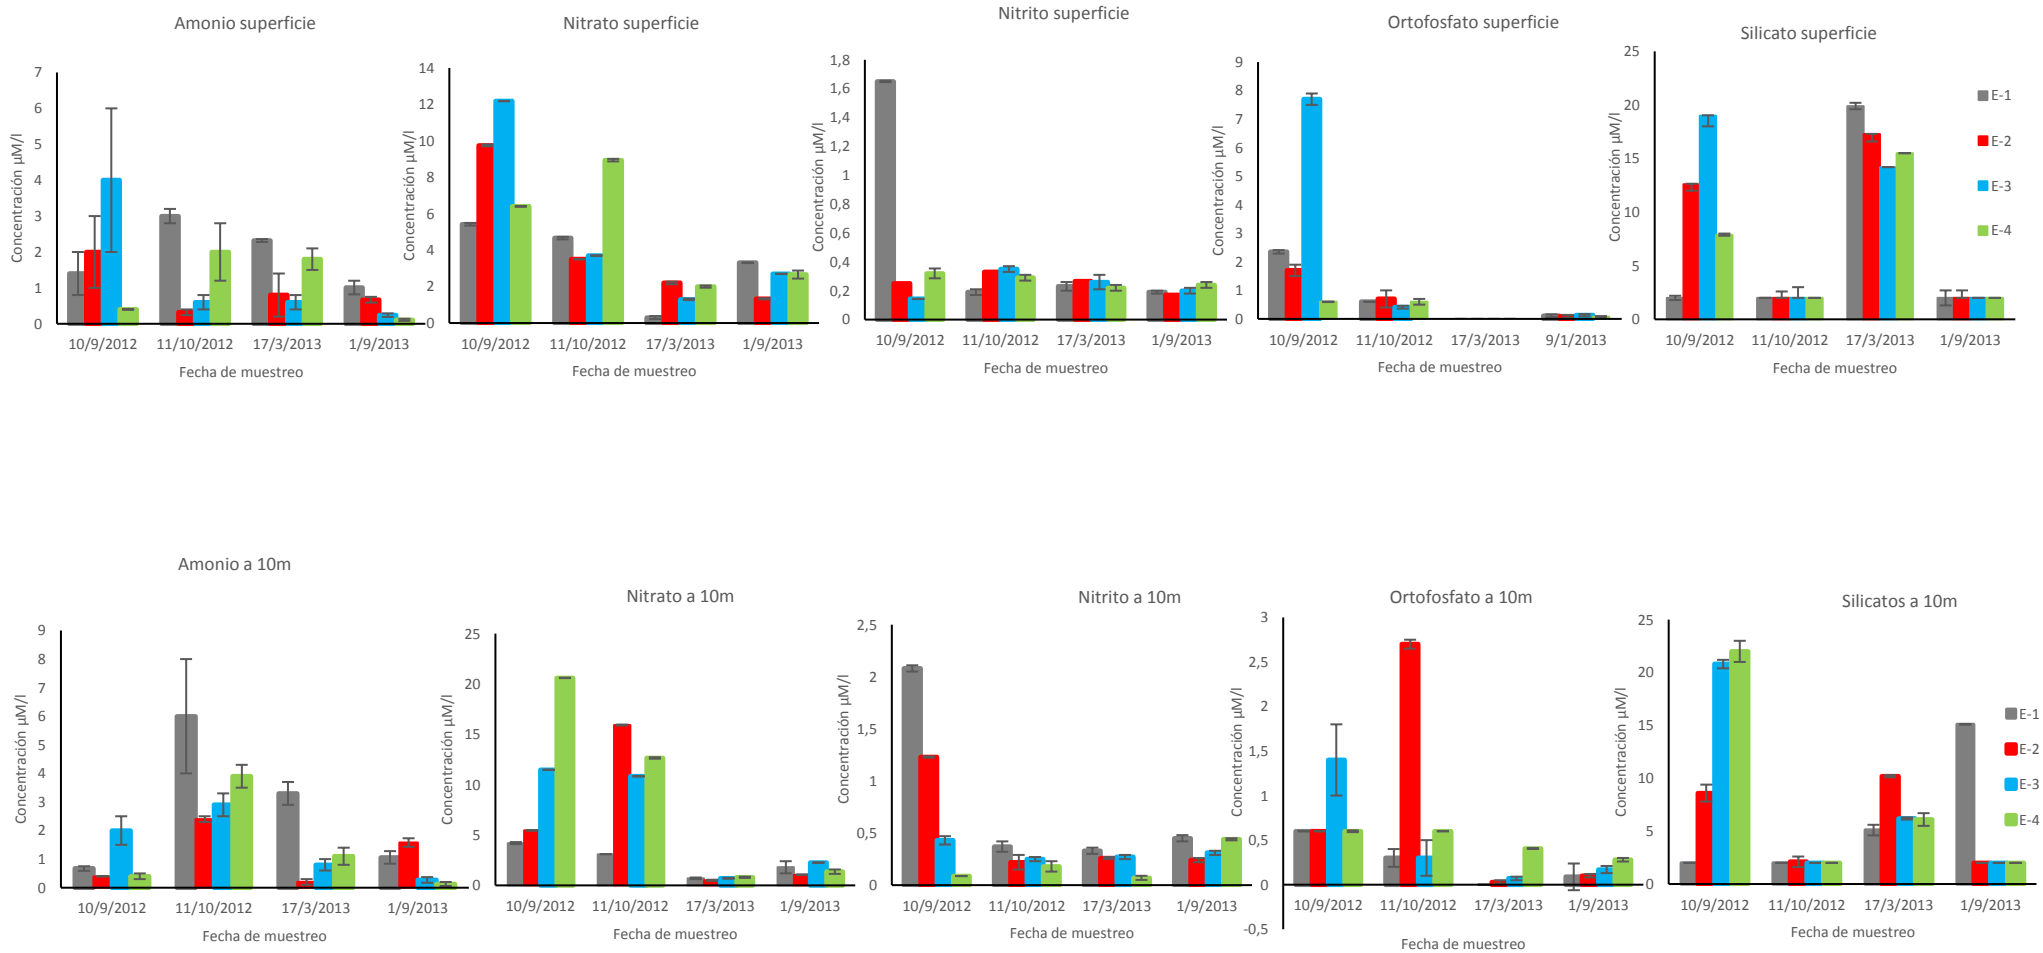 Amonio superficie
7
6
5
4
3
2
1
0
Concentración µM/l
10/9/2012 11/10/2012 17/3/2013 1/9/2013
Fecha de muestreo
Nitrato superficie
14
12
10
8
6
4
2
0
Concentración µM/l
10/9/2012 11/10/2012 17/3/2013 1/9/2013
Fecha de muestreo
Nitrito superficie
1,8
1,6
1,4
1,2
1
0,8
0,6
0,4
0,2
0
Concentración µM/l
10/9/2012 11/10/2012 17/3/2013 1/9/2013
Fecha de muestreo
Ortofosfato superficie
9
8
7
6
5
4
3
2
1
0
Concentración µM/l
10/9/2012 11/10/2012 17/3/2013 9/1/2013
Fecha de muestreo
Silicato superficie
25
20
15
10
5
0
Concentración µM/l
10/9/2012 11/10/2012 17/3/2013 1/9/2013
Fecha de muestreo
E-1
E-2
E-3
E-4
Amonio a 10m
9
8
7
6
5
4
3
2
1
0
Concentración µM/l
10/9/2012 11/10/2012 17/3/2013 1/9/2013
Fecha de muestreo
Nitrato a 10m
25
20
15
10
5
0
Concentración µM/l
10/9/2012 11/10/2012 17/3/2013 1/9/2013
Fecha de muestreo
Nitrito a 10m
2,5
2
1,5
1
0,5
0
Concentración µM/l
10/9/2012 11/10/2012 17/3/2013 1/9/2013
Fecha de muestreo
Ortofosfato a 10m
3
2,5
2
1,5
1
0,5
0
-0,5
Concentración µM/l
10/9/2012 11/10/2012 17/3/2013 1/9/2013
Fecha de muestreo
Silicatos a 10m
25
20
15
10
5
0
Concentración µM/l
10/9/2012 11/10/2012 17/3/2013 1/9/2013
Fecha de muestreo
E-1
E-2
E-3
E-4